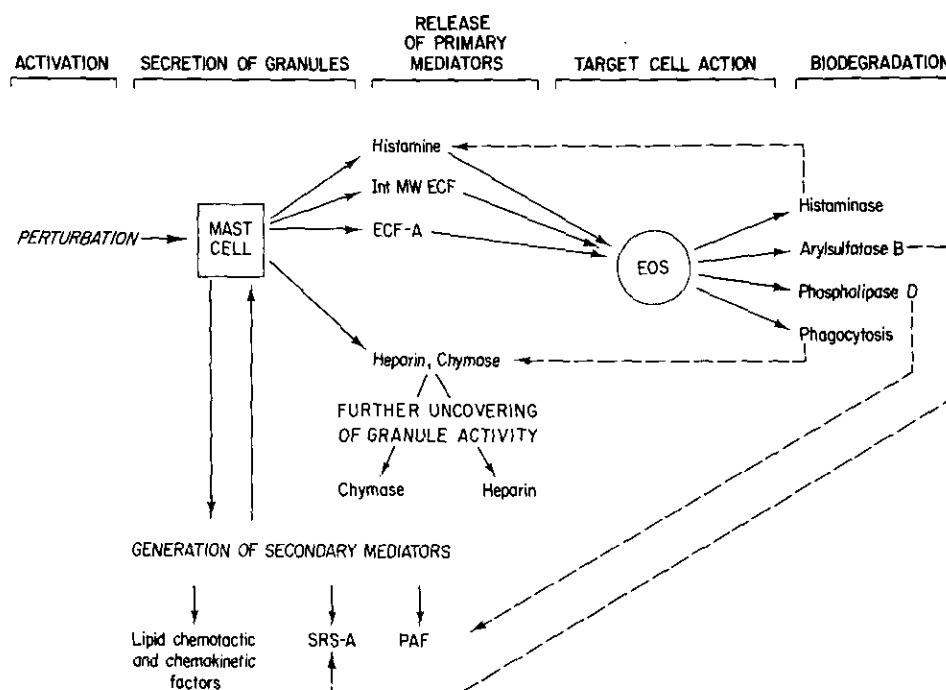 RELEASE
OF PRIMARY
MEDIATORS
ACTIVATION
SECRETION OF GRANULES
TARGET CELL ACTION
BIODEGRADATION
Histamine
Int MW ECF
ECF-A
PERTURBATION
MAST
CELL
EOS
Histaminase
Arylsulfatase B
Phospholipase D
Phagocytosis
Heparin, Chymase
FURTHER UNCOVERING
OF GRANULE ACTIVITY
Chymase
Heparin
GENERATION OF SECONDARY MEDIATORS
Lipid chemotactic
and chemokinetic
factors
SRS-A
PAF